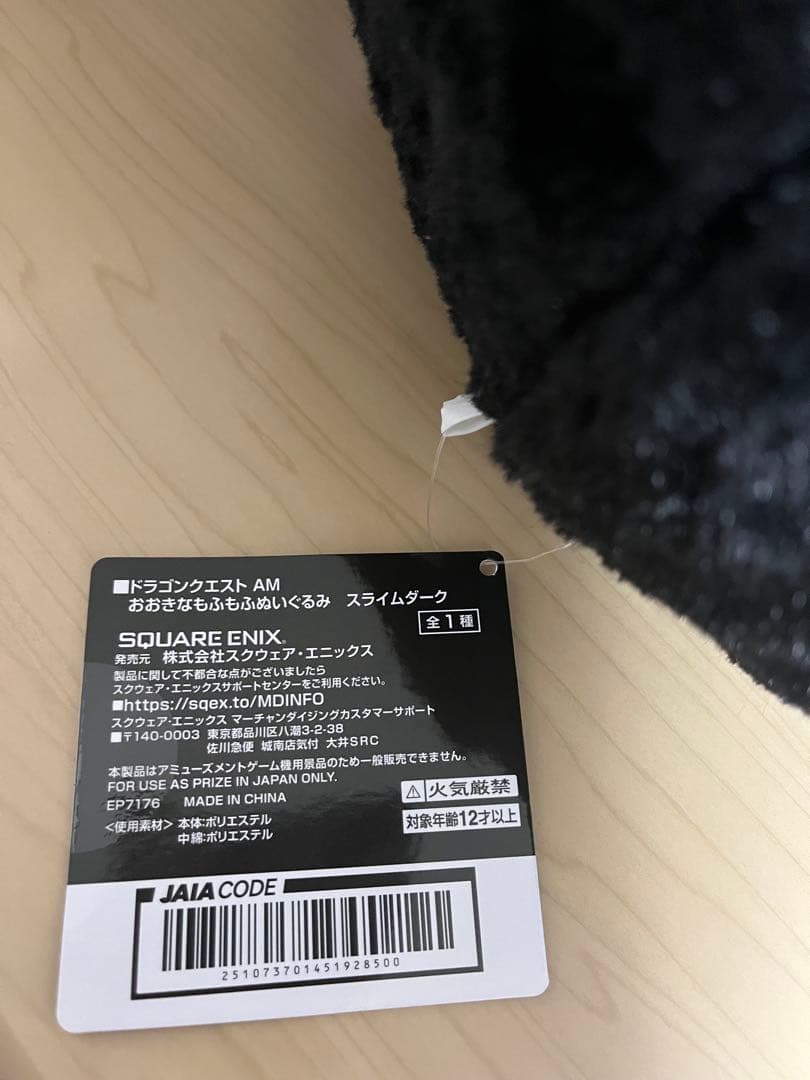 ■ドラゴンクエスト AM
おおきなもふもふぬいぐるみ スライムダーク
全1種
SQUARE ENIX®
発売元 株式会社スクウェア・エニックス
製品に関して不都合な点がございましたら
スクウェア・エニックスサポートセンターをご利用ください。
■https://sqex.to/MDINFO
スクウェア・エニックス マーチャンダイジングカスタマーサポート
■〒140-0003 東京都品川区八潮3-2-38
佐川急便 城南店気付 大井SRC
本製品はアミューズメントゲーム機用景品のため一般販売できません。
FOR USE AS PRIZE IN JAPAN ONLY.
EP7176 MADE IN CHINA
⚠火気厳禁
<使用素材> 本体:ポリエステル
中綿:ポリエステル
対象年齢12才以上
JAIA CODE
251073701451928500